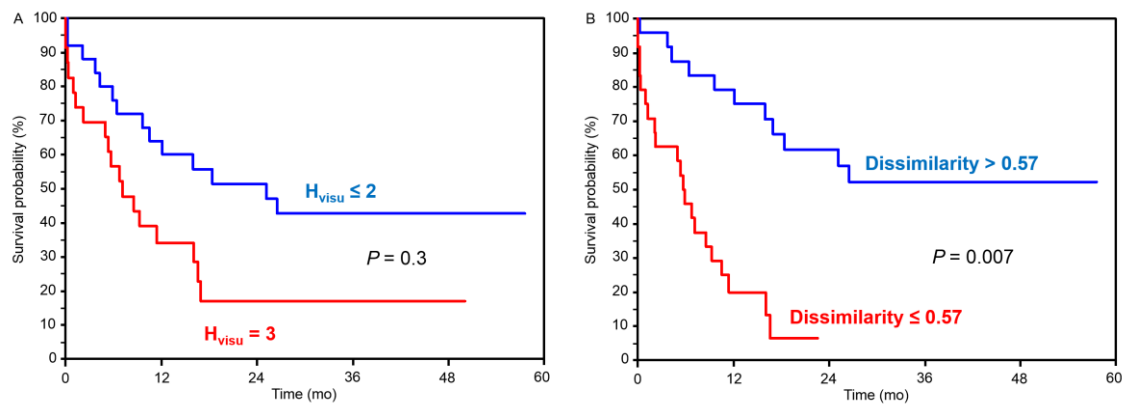 A
Survival probability (%)
100
90
80
70
60
50
40
30
20
10
0
H_visu ≤ 2
P = 0.3
H_visu = 3
0 12 24 36 48 60
Time (mo)
B
Survival probability (%)
100
90
80
70
60
50
40
30
20
10
0
Dissimilarity > 0.57
P = 0.007
Dissimilarity ≤ 0.57
0 12 24 36 48 60
Time (mo)